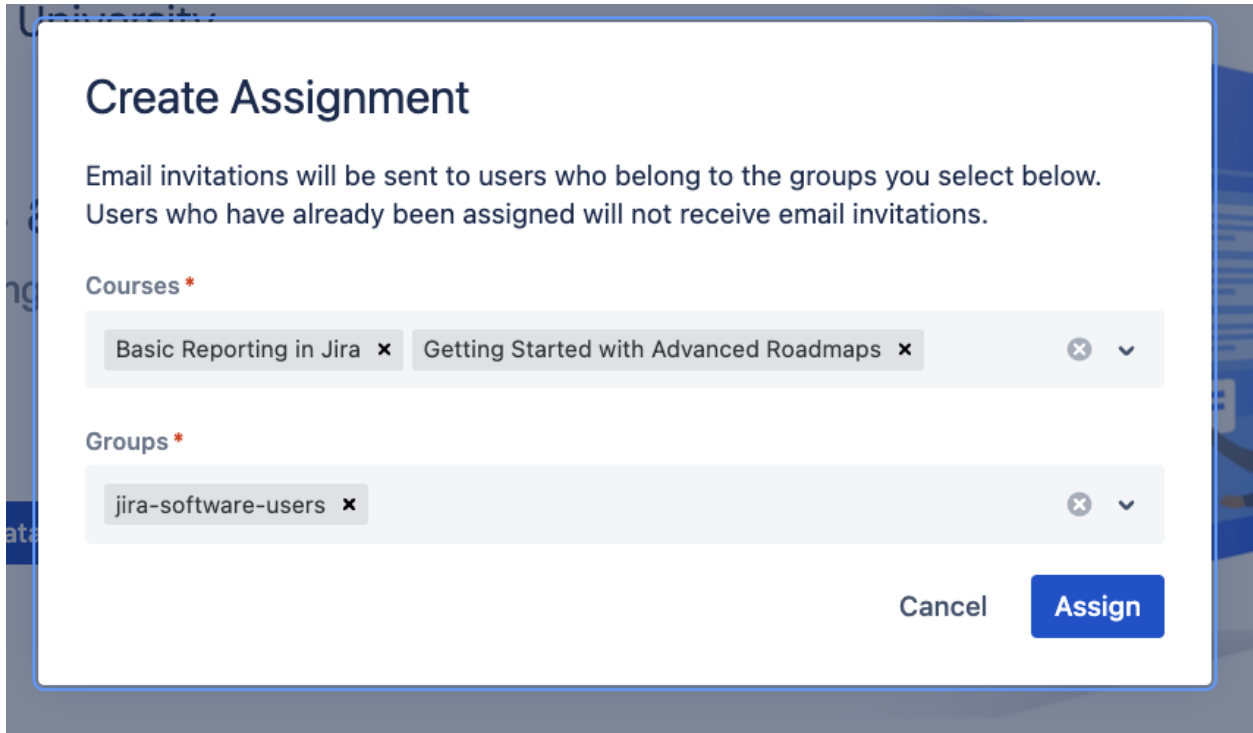 University
Create Assignment
Email invitations will be sent to users who belong to the groups you select below.
Users who have already been assigned will not receive email invitations.
Courses *
Basic Reporting in Jira × Getting Started with Advanced Roadmaps ×
Groups *
jira-software-users ×
Cancel Assign